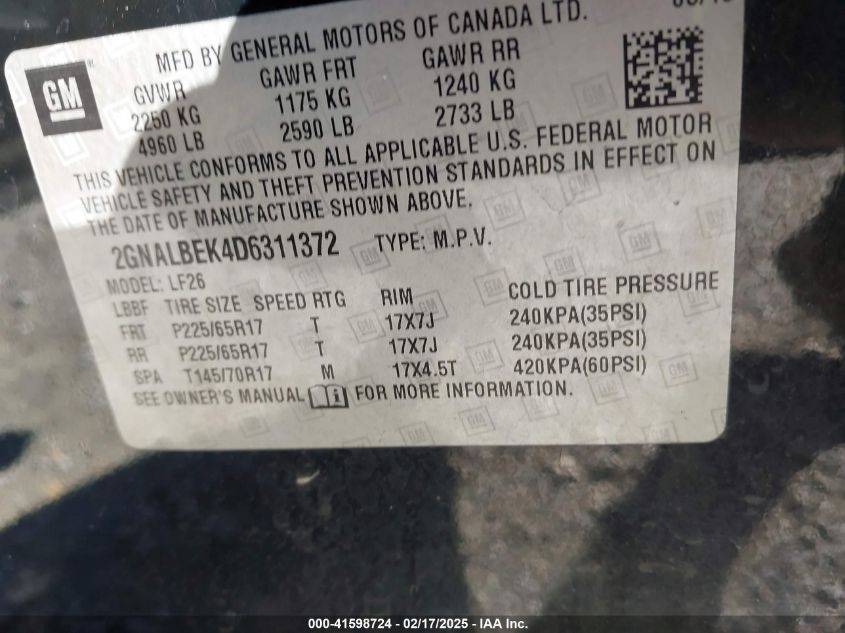 MFD BY GENERAL MOTORS OF CANADA LTD.
GM
GVWR GAWR FRT GAWR RR
2250 KG 1175 KG 1240 KG
4960 LB 2590 LB 2733 LB
THIS VEHICLE CONFORMS TO ALL APPLICABLE U.S. FEDERAL MOTOR
VEHICLE SAFETY AND THEFT PREVENTION STANDARDS IN EFFECT ON
THE DATE OF MANUFACTURE SHOWN ABOVE.
2GNALBEK4D6311372 TYPE: M.P.V.
MODEL: LF26
LBBF TIRE SIZE SPEED RTG RIM COLD TIRE PRESSURE
FRT P225/65R17 T 17X7J 240KPA(35PSI)
RR P225/65R17 T 17X7J 240KPA(35PSI)
SPA T145/70R17 M 17X4.5T 420KPA(60PSI)
SEE OWNER'S MANUAL FOR MORE INFORMATION.
000-41598724 - 02/17/2025 - IAA Inc.